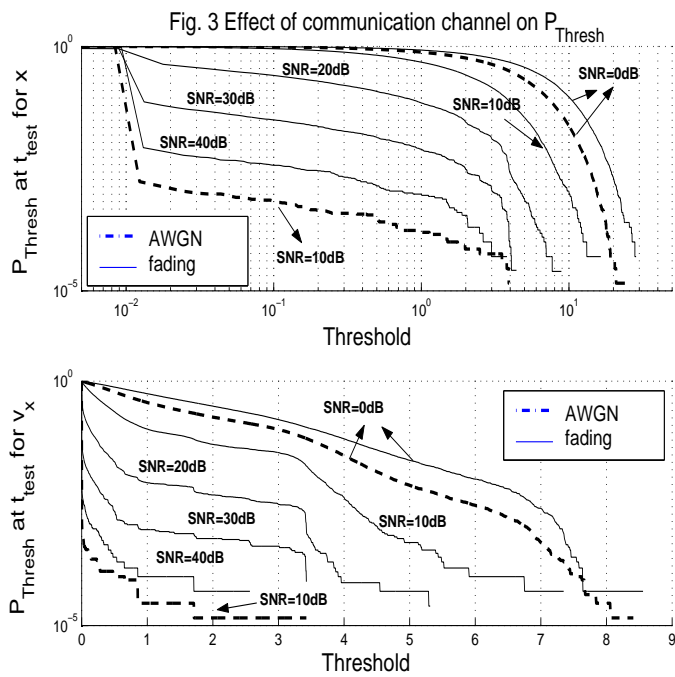 Fig. 3 Effect of communication channel on P_Thresh
P_Thresh at t_test for x
10^0
10^-5
SNR=20dB
SNR=0dB
SNR=30dB
SNR=10dB
SNR=40dB
AWGN
fading
SNR=10dB
10^-2
10^-1
10^0
10^1
Threshold
P_Thresh at t_test for v_x
10^0
10^-5
SNR=0dB
AWGN
fading
SNR=20dB
SNR=30dB
SNR=10dB
SNR=40dB
SNR=10dB
0 1 2 3 4 5 6 7 8 9
Threshold